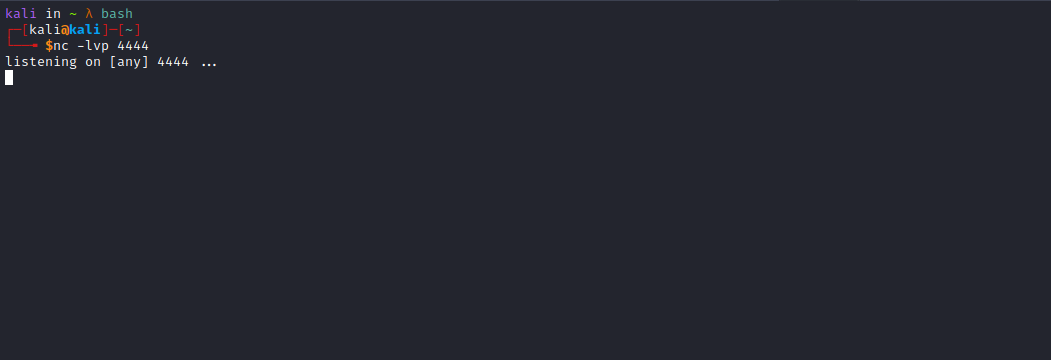 kali in ~ λ bash
┌─[kali@kali]─[~]
└──╼ $nc -lvp 4444
listening on [any] 4444 ...